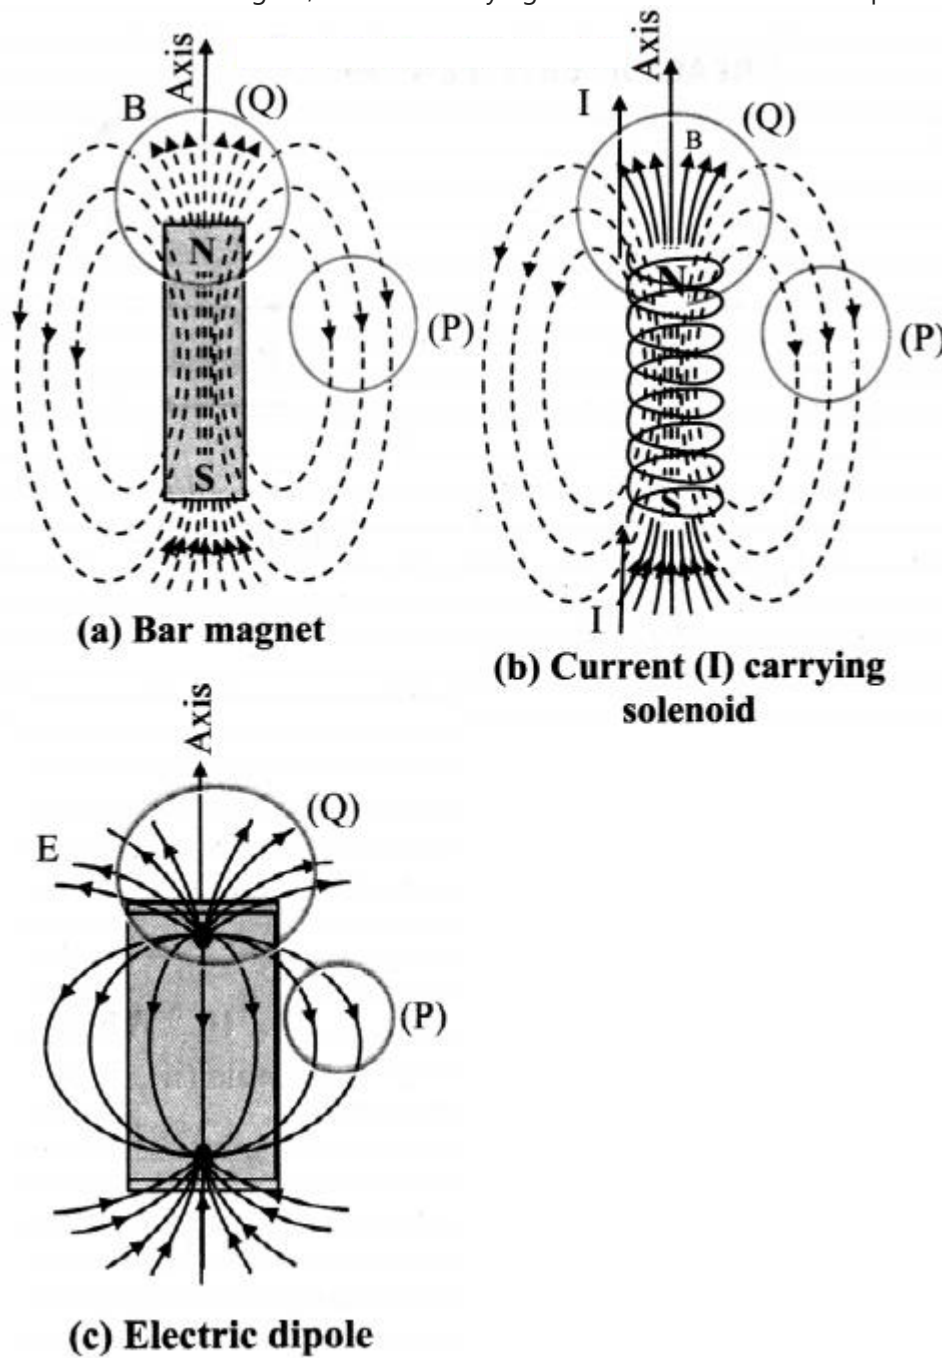 Axis
B
(Q)
N
(P)
S
(a) Bar magnet
Axis
I
(Q)
B
N
(P)
S
I
(b) Current (I) carrying
solenoid
Axis
(Q)
E
(P)
(c) Electric dipole